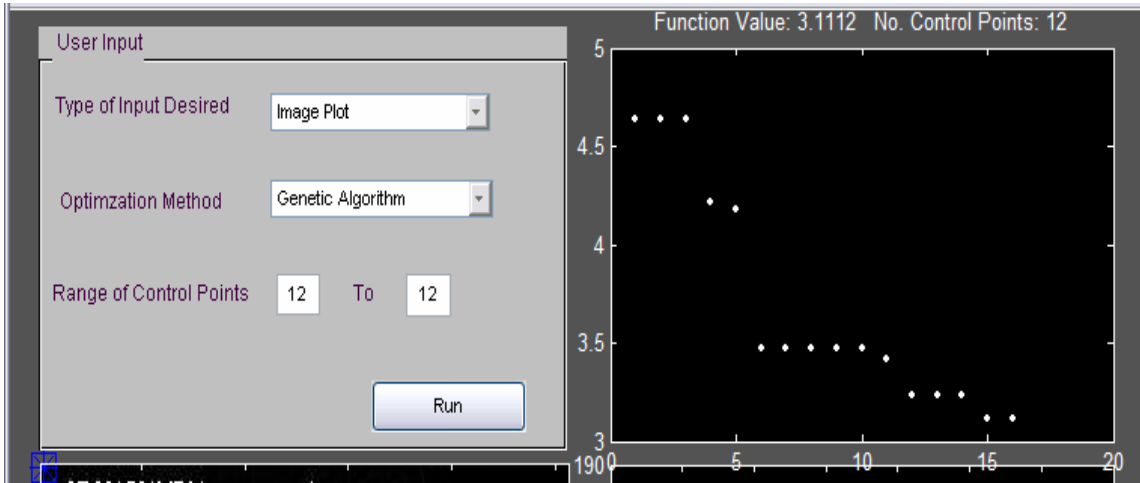 User Input
Type of Input Desired
Image Plot
Optimzation Method
Genetic Algorithm
Range of Control Points
12
To
12
Run
Function Value: 3.1112 No. Control Points: 12
5
4.5
4
3.5
3
190
0
5
10
15
20